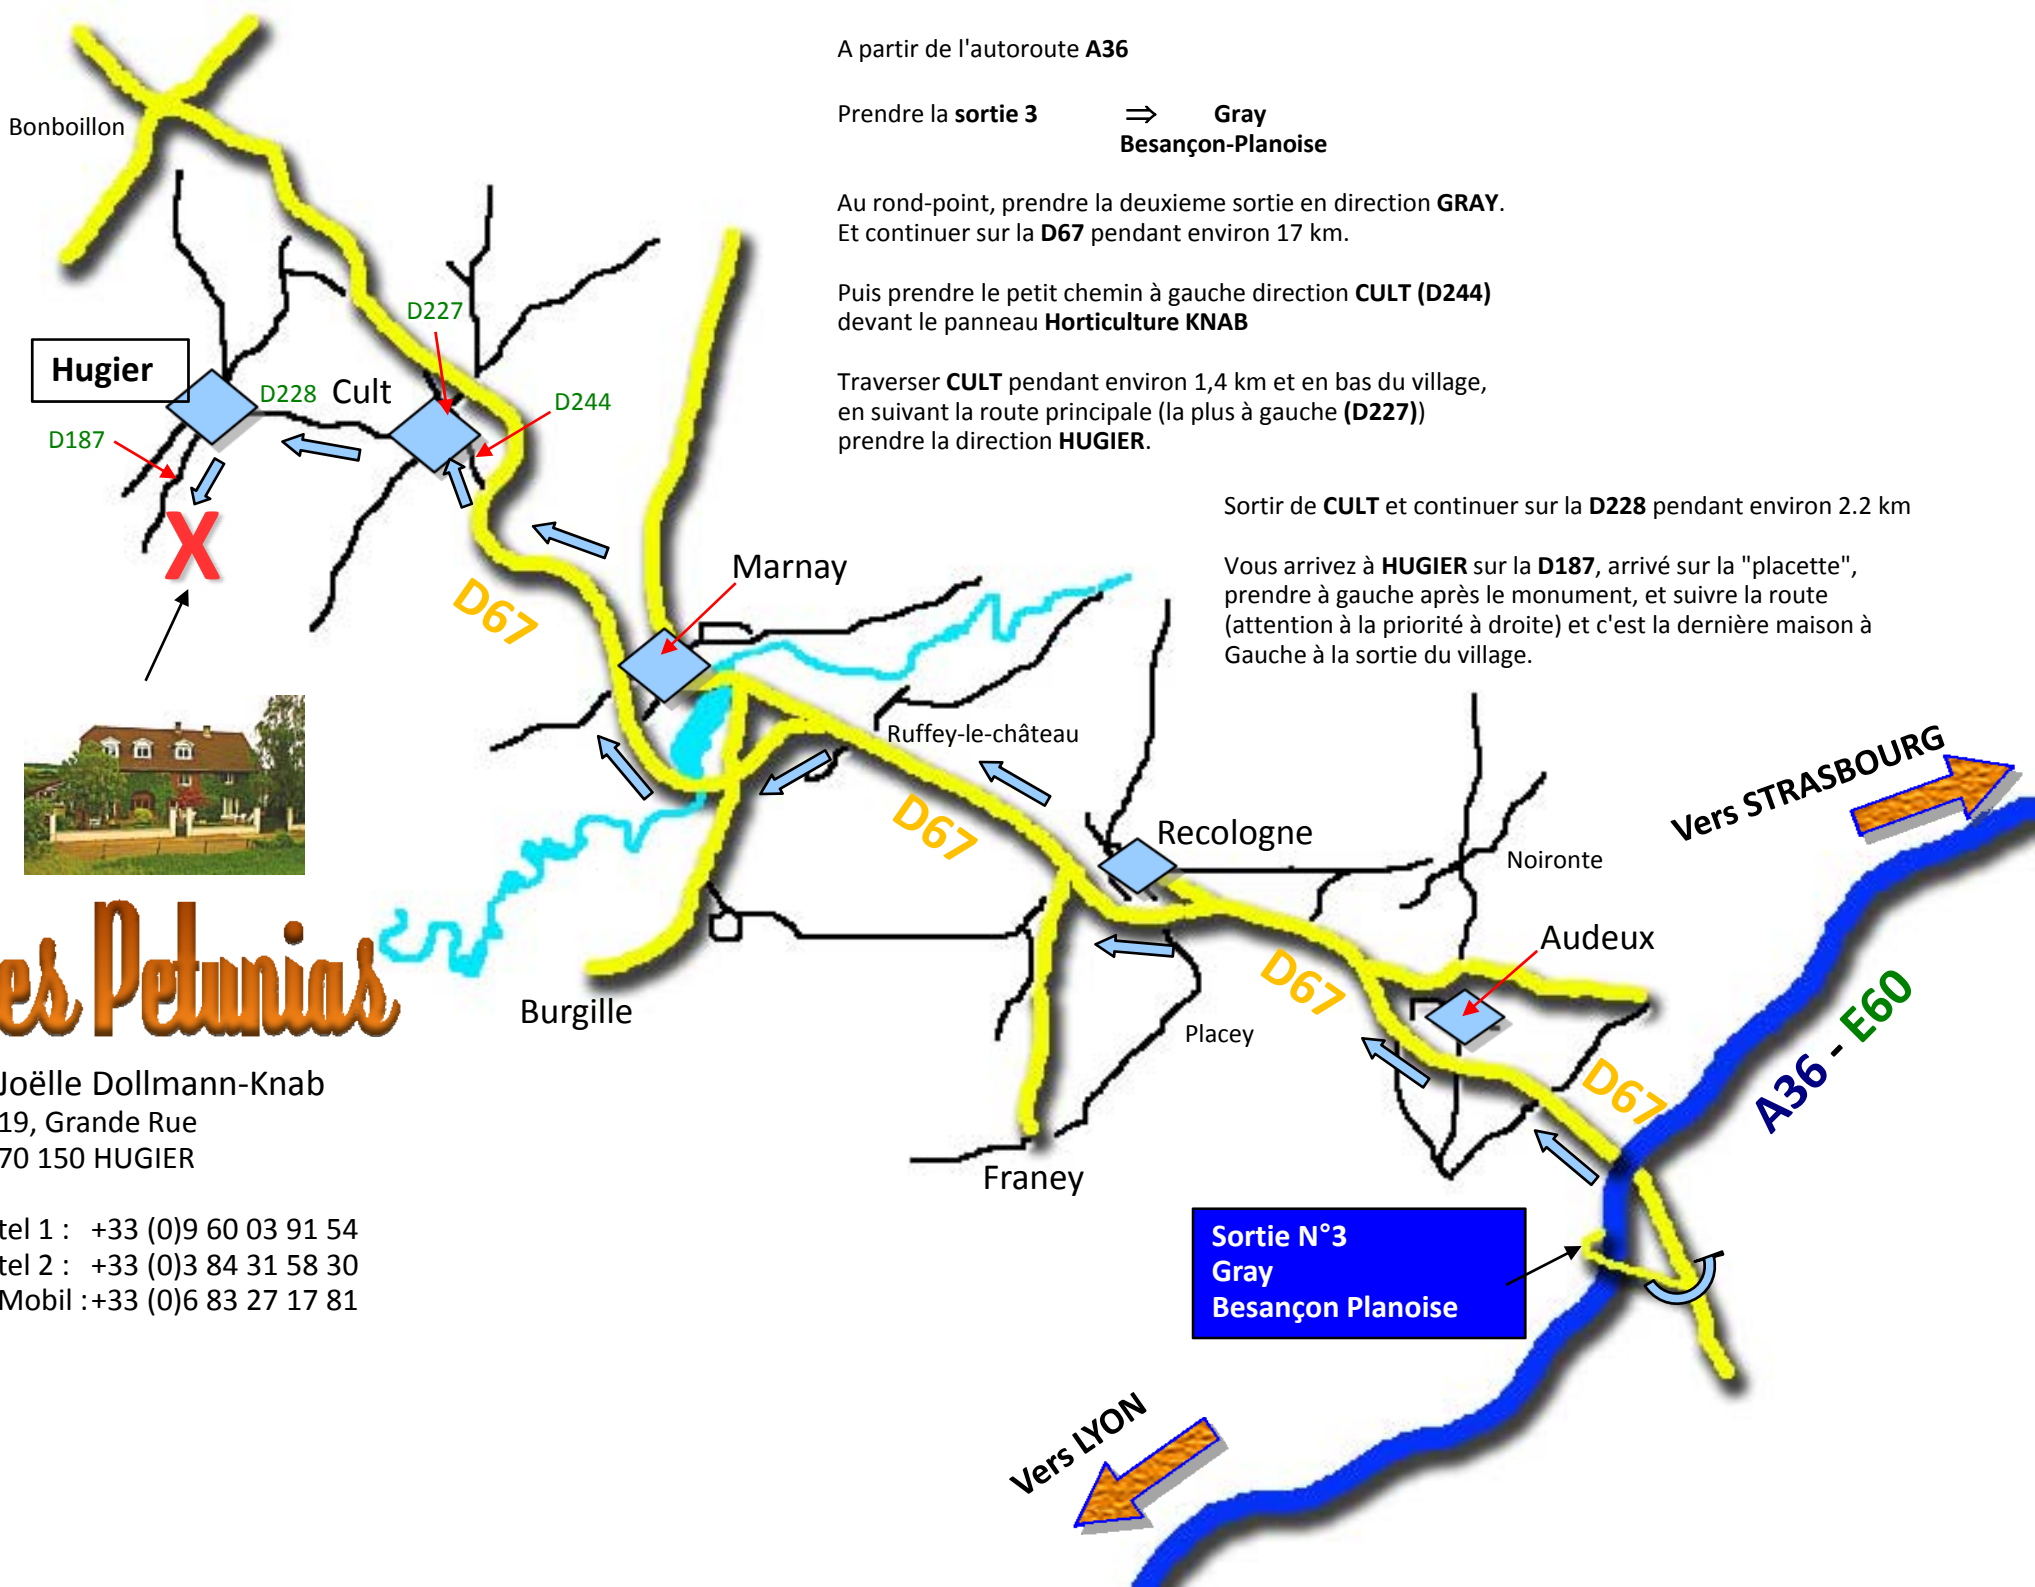 A partir de l'autoroute A36
Prendre la sortie 3 ⇒ Gray
Besançon-Planoise
Au rond-point, prendre la deuxieme sortie en direction GRAY.
Et continuer sur la D67 pendant environ 17 km.
Puis prendre le petit chemin à gauche direction CULT (D244)
devant le panneau Horticulture KNAB
Traverser CULT pendant environ 1,4 km et en bas du village,
en suivant la route principale (la plus à gauche (D227))
prendre la direction HUGIER.
Sortir de CULT et continuer sur la D228 pendant environ 2.2 km
Vous arrivez à HUGIER sur la D187, arrivé sur la "placette",
prendre à gauche après le monument, et suivre la route
(attention à la priorité à droite) et c'est la dernière maison à
Gauche à la sortie du village.
Bonboillon
D227
Hugier
D228
Cult
D244
D187
X
Marnay
D67
Ruffey-le-château
D67
Recologne
Noironte
Vers STRASBOURG
Audeux
D67
Burgille
Placey
D67
A36 - E60
Franey
Sortie N°3
Gray
Besançon Planoise
Vers LYON
es Petunias
Joëlle Dollmann-Knab
19, Grande Rue
70 150 HUGIER
tel 1 : +33 (0)9 60 03 91 54
tel 2 : +33 (0)3 84 31 58 30
Mobil : +33 (0)6 83 27 17 81